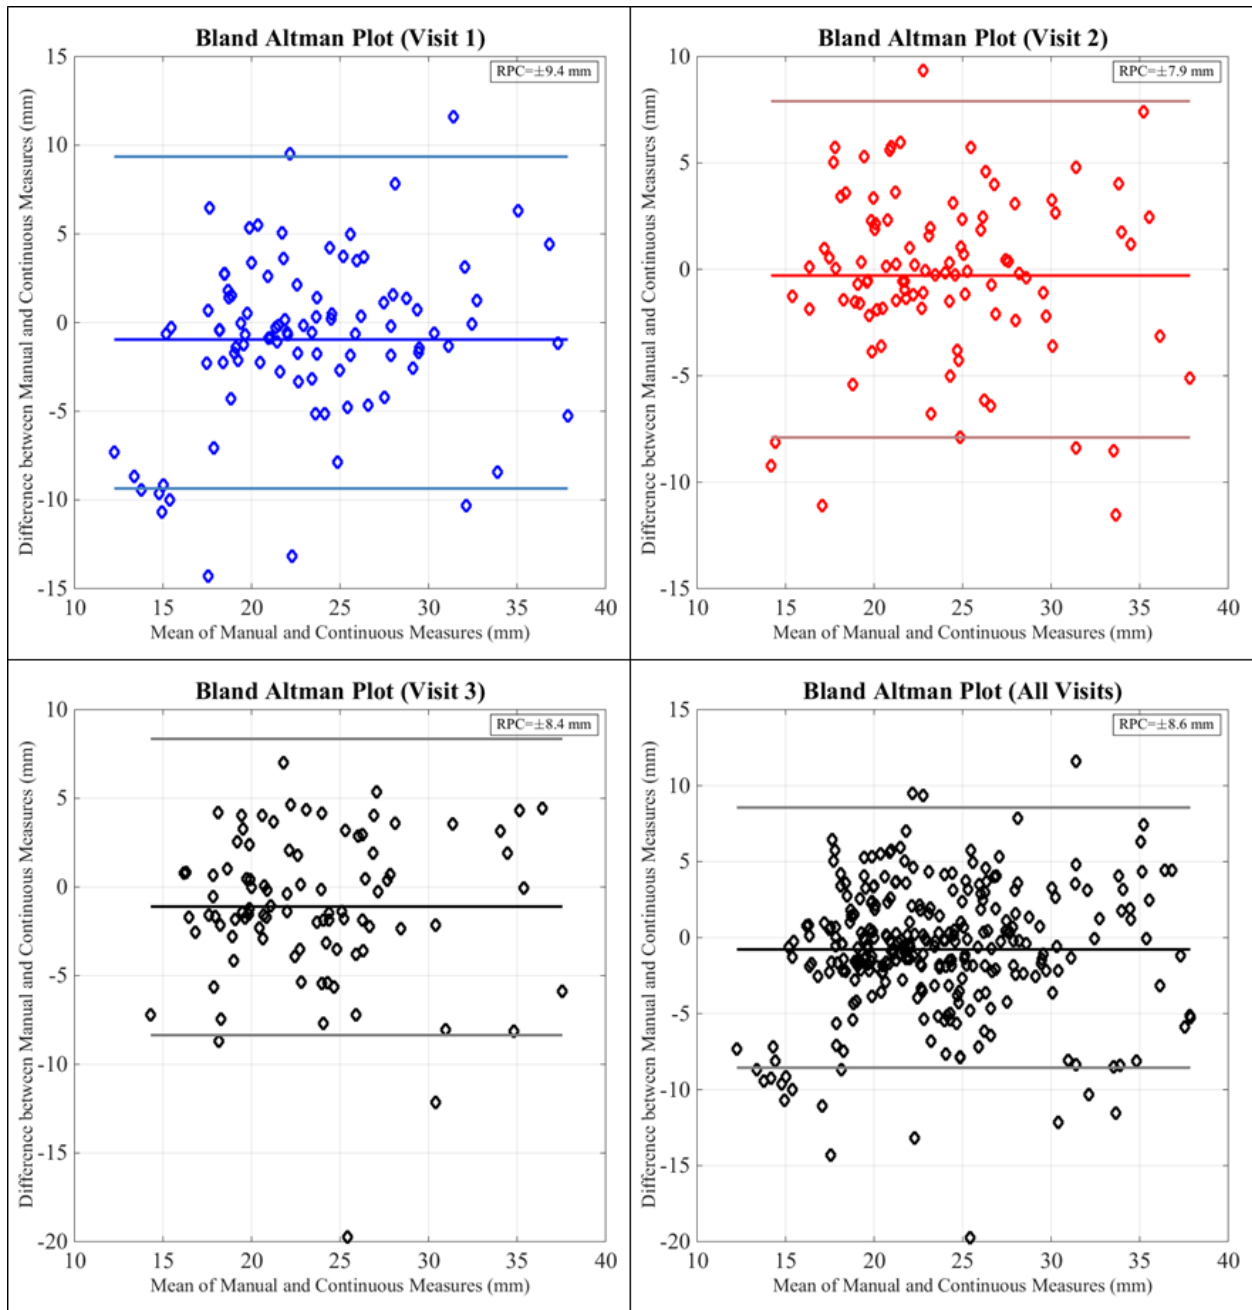 Bland Altman Plot (Visit 1)
Difference between Manual and Continuous Measures (mm)
15
10
5
0
-5
-10
-15
RPC=±9.4 mm
10 15 20 25 30 35 40
Mean of Manual and Continuous Measures (mm)
Bland Altman Plot (Visit 2)
Difference between Manual and Continuous Measures (mm)
10
5
0
-5
-10
-15
RPC=±7.9 mm
10 15 20 25 30 35 40
Mean of Manual and Continuous Measures (mm)
Bland Altman Plot (Visit 3)
Difference between Manual and Continuous Measures (mm)
10
5
0
-5
-10
-15
-20
RPC=±8.4 mm
10 15 20 25 30 35 40
Mean of Manual and Continuous Measures (mm)
Bland Altman Plot (All Visits)
Difference between Manual and Continuous Measures (mm)
15
10
5
0
-5
-10
-15
-20
RPC=±8.6 mm
10 15 20 25 30 35 40
Mean of Manual and Continuous Measures (mm)